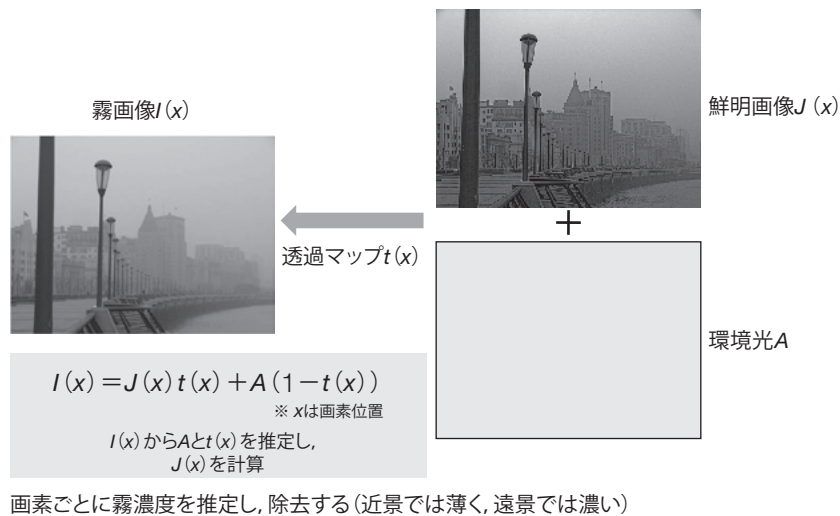 霧画像I(x)
鮮明画像J(x)
+
透過マップt(x)
環境光A
I(x)=J(x)t(x)+A(1−t(x))
※ xは画素位置
I(x)からAとt(x)を推定し,
J(x)を計算
画素ごとに霧濃度を推定し,除去する(近景では薄く,遠景では濃い)